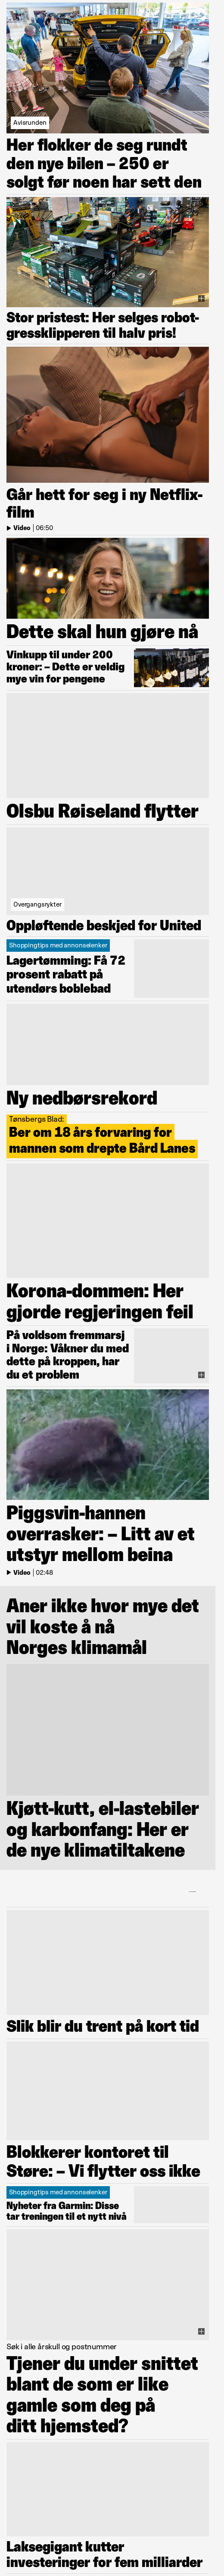 Avisrunden
Her flokker de seg rundt
den nye bilen – 250 er
solgt før noen har sett den
Stor pristest: Her selges robot-
gressklipperen til halv pris!
Går hett for seg i ny Netflix-
film
Video | 06:50
Dette skal hun gjøre nå
Vinkupp til under 200
kroner: – Dette er veldig
mye vin for pengene
Olsbu Røiseland flytter
Overgangsrykter
Oppløftende beskjed for United
Shoppingtips med annonselenker
Lagertømming: Få 72
prosent rabatt på
utendørs boblebad
Ny nedbørsrekord
Tønsbergs Blad:
Ber om 18 års forvaring for
mannen som drepte Bård Lanes
Korona-dommen: Her
gjorde regjeringen feil
På voldsom fremmarsj
i Norge: Våkner du med
dette på kroppen, har
du et problem
Piggsvin-hannen
overrasker: – Litt av et
utstyr mellom beina
Video | 02:48
Aner ikke hvor mye det
vil koste å nå
Norges klimamål
Kjøtt-kutt, el-lastebiler
og karbonfang: Her er
de nye klimatiltakene
Slik blir du trent på kort tid
Blokkerer kontoret til
Støre: – Vi flytter oss ikke
Shoppingtips med annonselenker
Nyheter fra Garmin: Disse
tar treningen til et nytt nivå
Søk i alle årskull og postnummer
Tjener du under snittet
blant de som er like
gamle som deg på
ditt hjemsted?
Laksegigant kutter
investeringer for fem milliarder